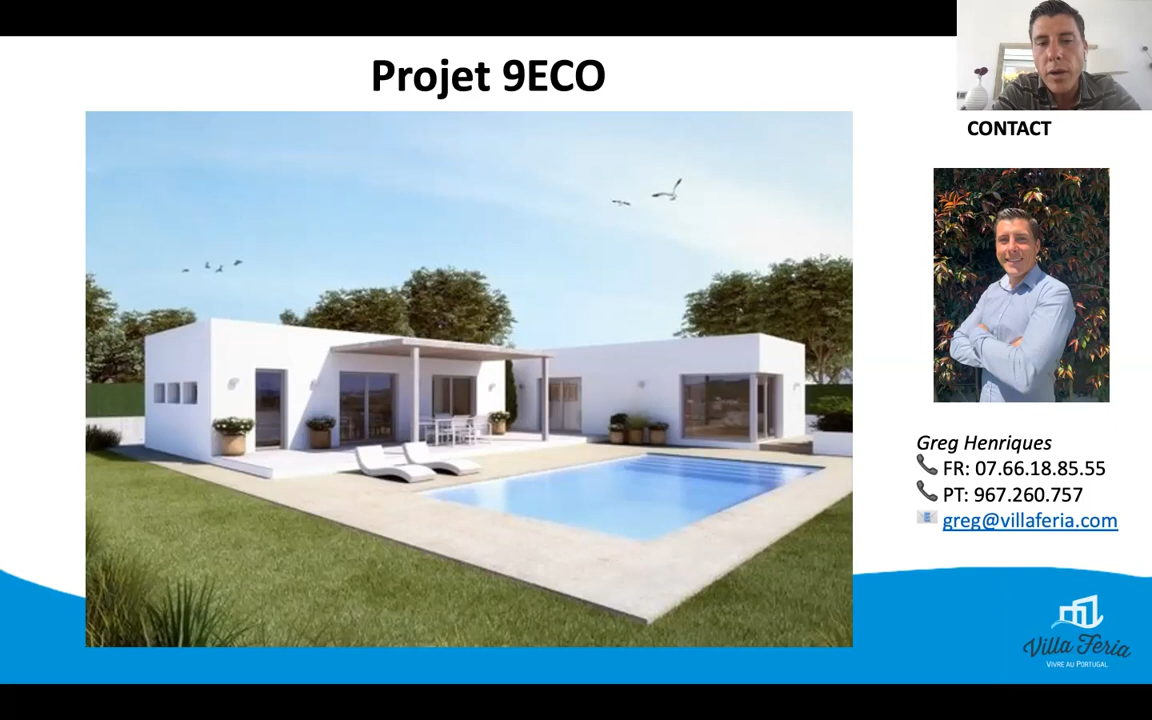 Projet 9ECO
CONTACT
Greg Henriques
FR: 07.66.18.85.55
PT: 967.260.757
greg@villaferia.com
Villa Feria
VIVRE AU PORTUGAL